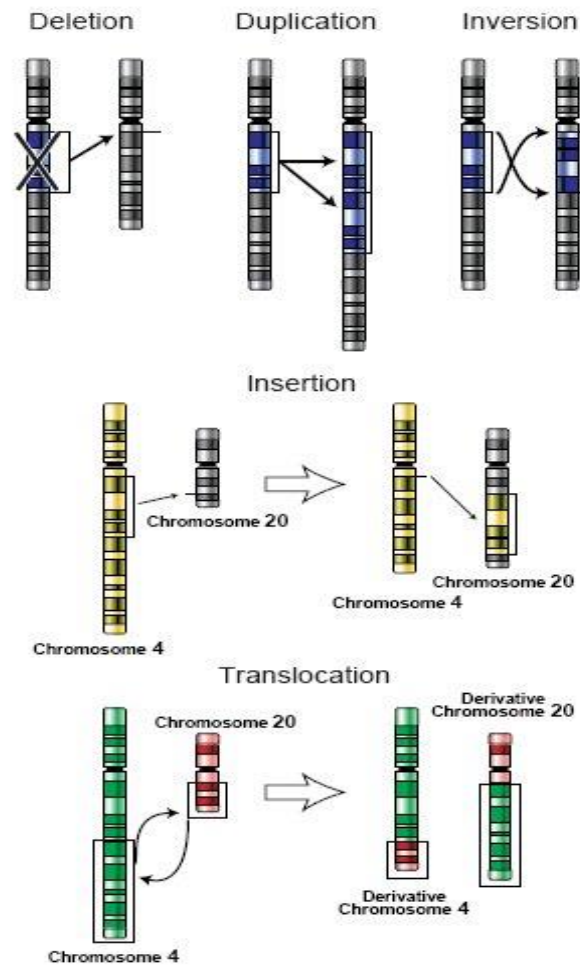 Deletion
Duplication
Inversion
Insertion
Chromosome 20
Chromosome 4
Chromosome 20
Chromosome 4
Translocation
Chromosome 20
Derivative
Chromosome 20
Derivative
Chromosome 4
Chromosome 4